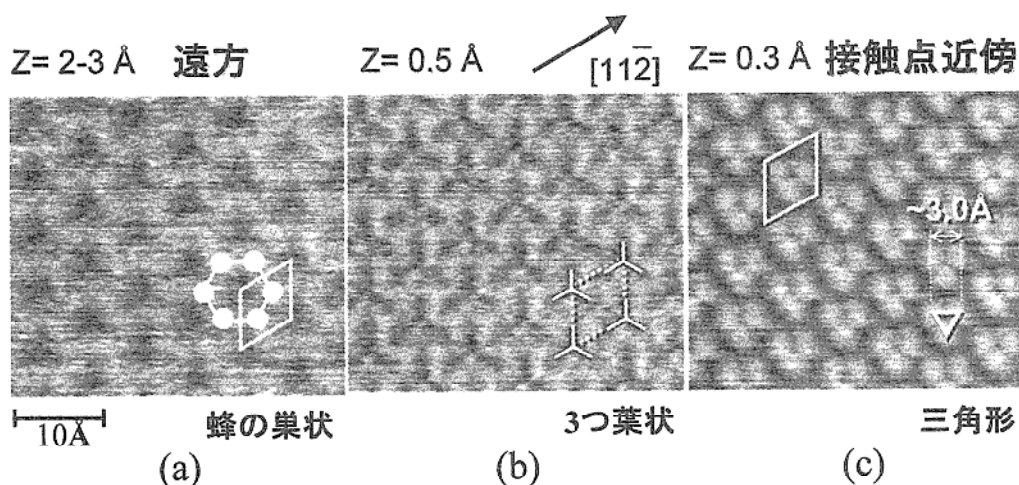 Z= 2-3 Å 遠方
Z= 0.5 Å
[112̄]
Z= 0.3 Å 接触点近傍
~3.0Å
10Å
蜂の巣状
3つ葉状
三角形
(a)
(b)
(c)